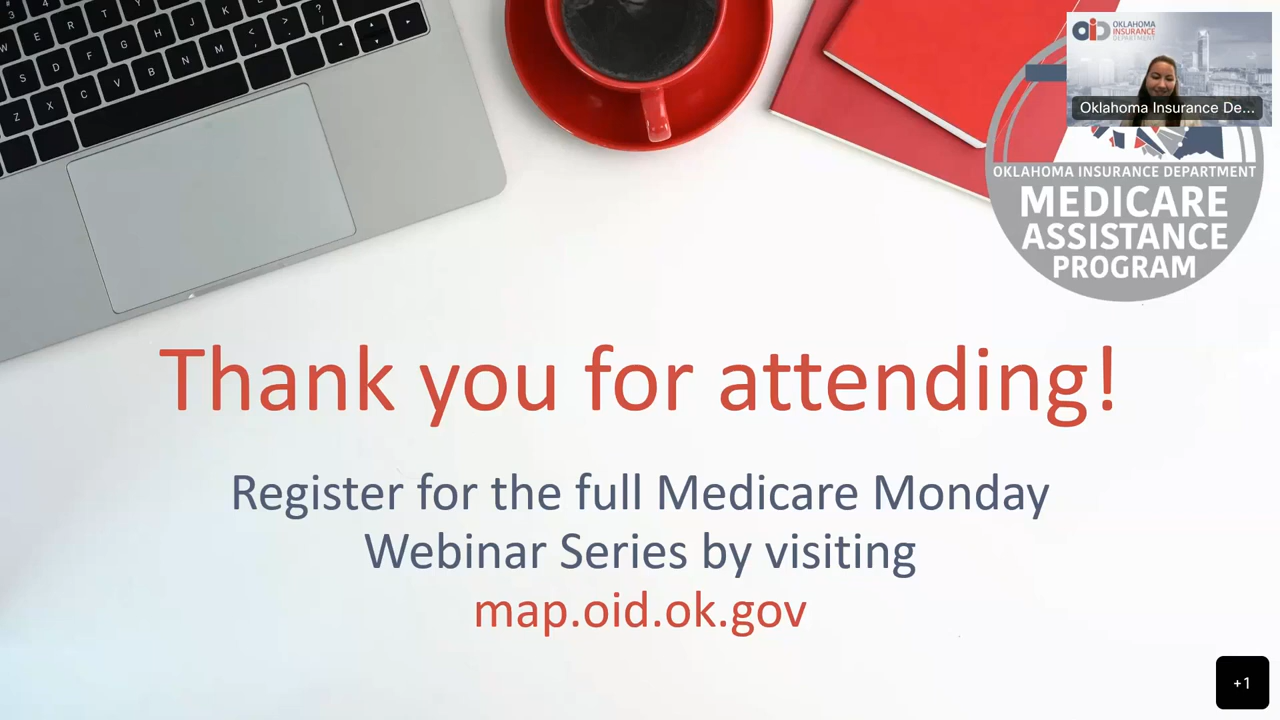 OKLAHOMA
INSURANCE
DEPARTMENT
Oklahoma Insurance De...
OKLAHOMA INSURANCE DEPARTMENT
MEDICARE
ASSISTANCE
PROGRAM
Thank you for attending!
Register for the full Medicare Monday
Webinar Series by visiting
map.oid.ok.gov
+1